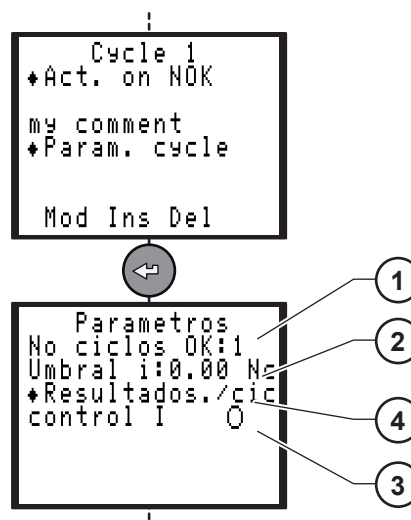 Cycle 1
♦Act. on NOK
my comment
♦Param. cycle
Mod Ins Del
Parametros
No ciclos OK:1
Umbral i:0.00 Nc
♦Resultados./cic
control I O
1
2
4
3